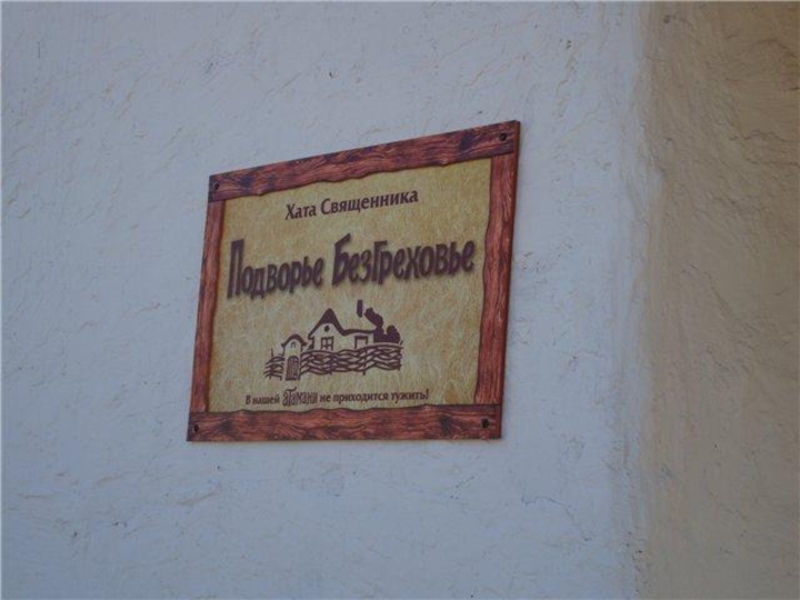 Хата Священника
Подворье Безгреховье
В нашей атамани не приходится тужить!